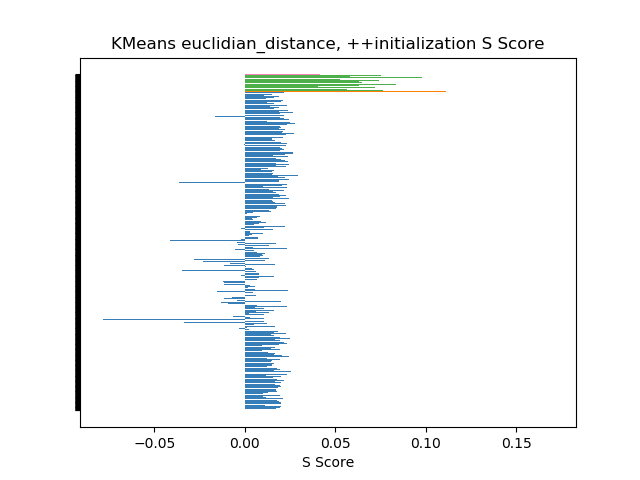 KMeans euclidian_distance, ++initialization S Score
−0.05 0.00 0.05 0.10 0.15
S Score